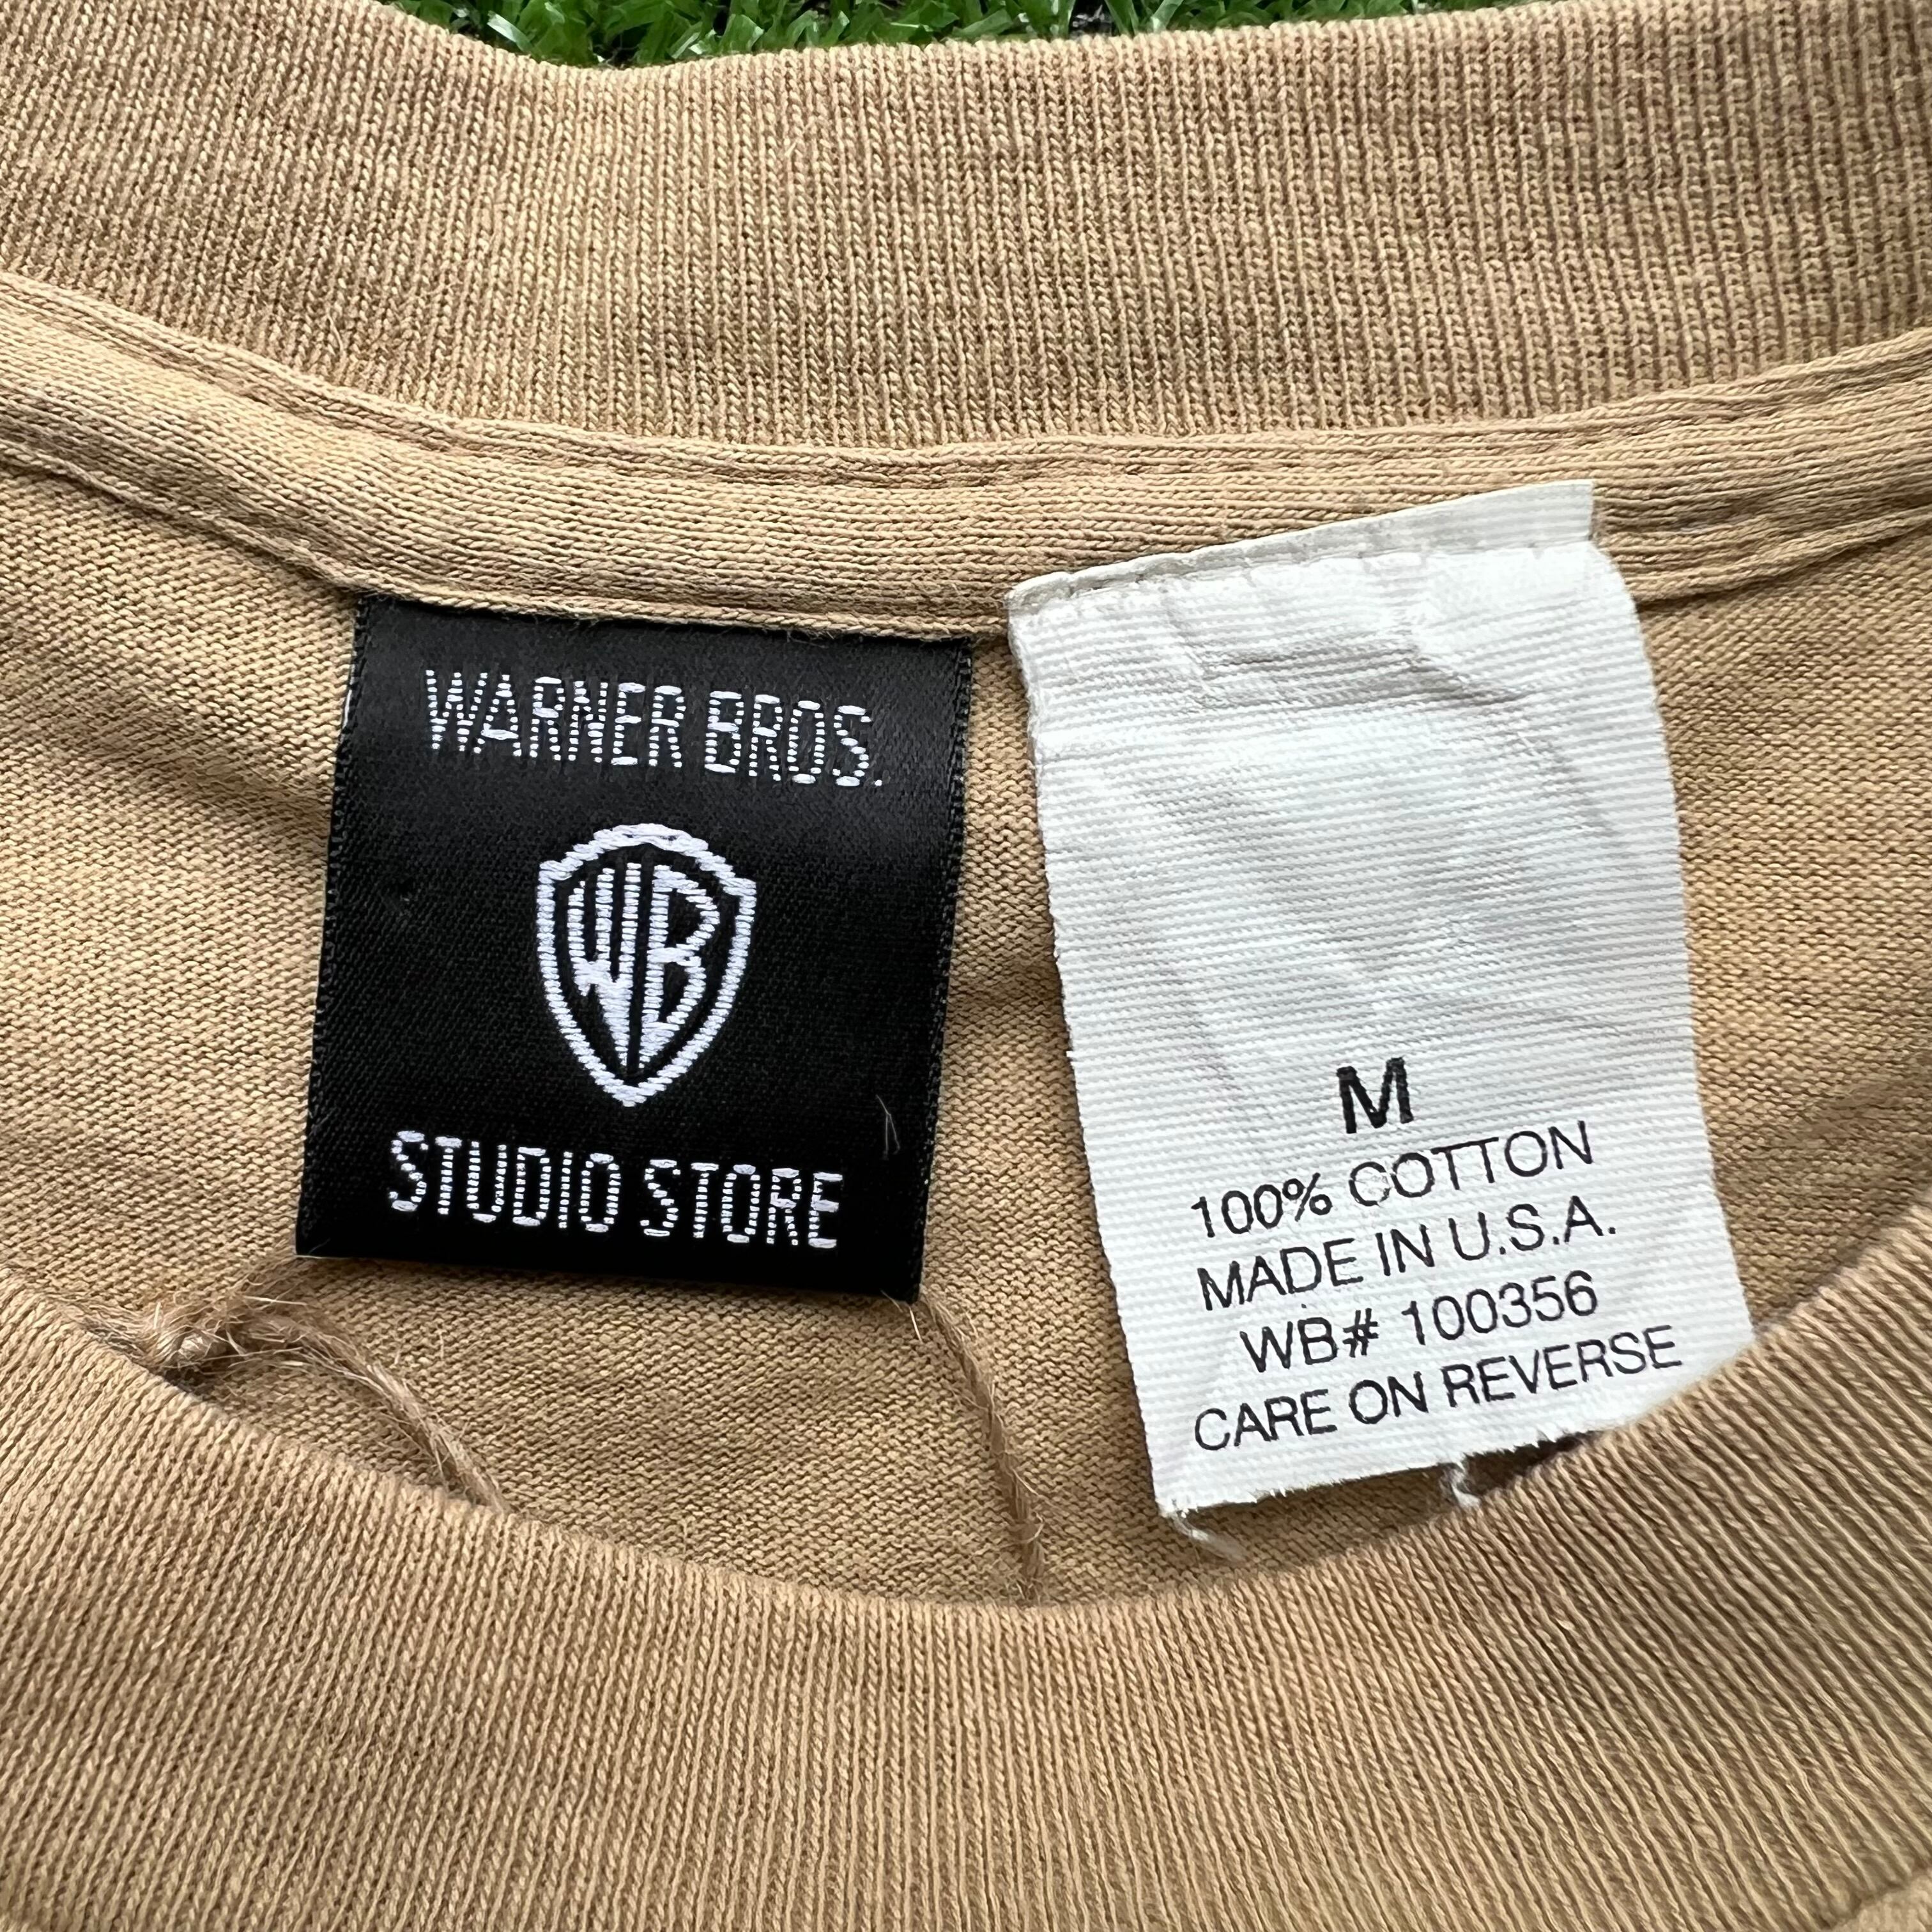 WARNER BROS.
WB
STUDIO STORE
M
100% COTTON
MADE IN U.S.A.
WB# 100356
CARE ON REVERSE